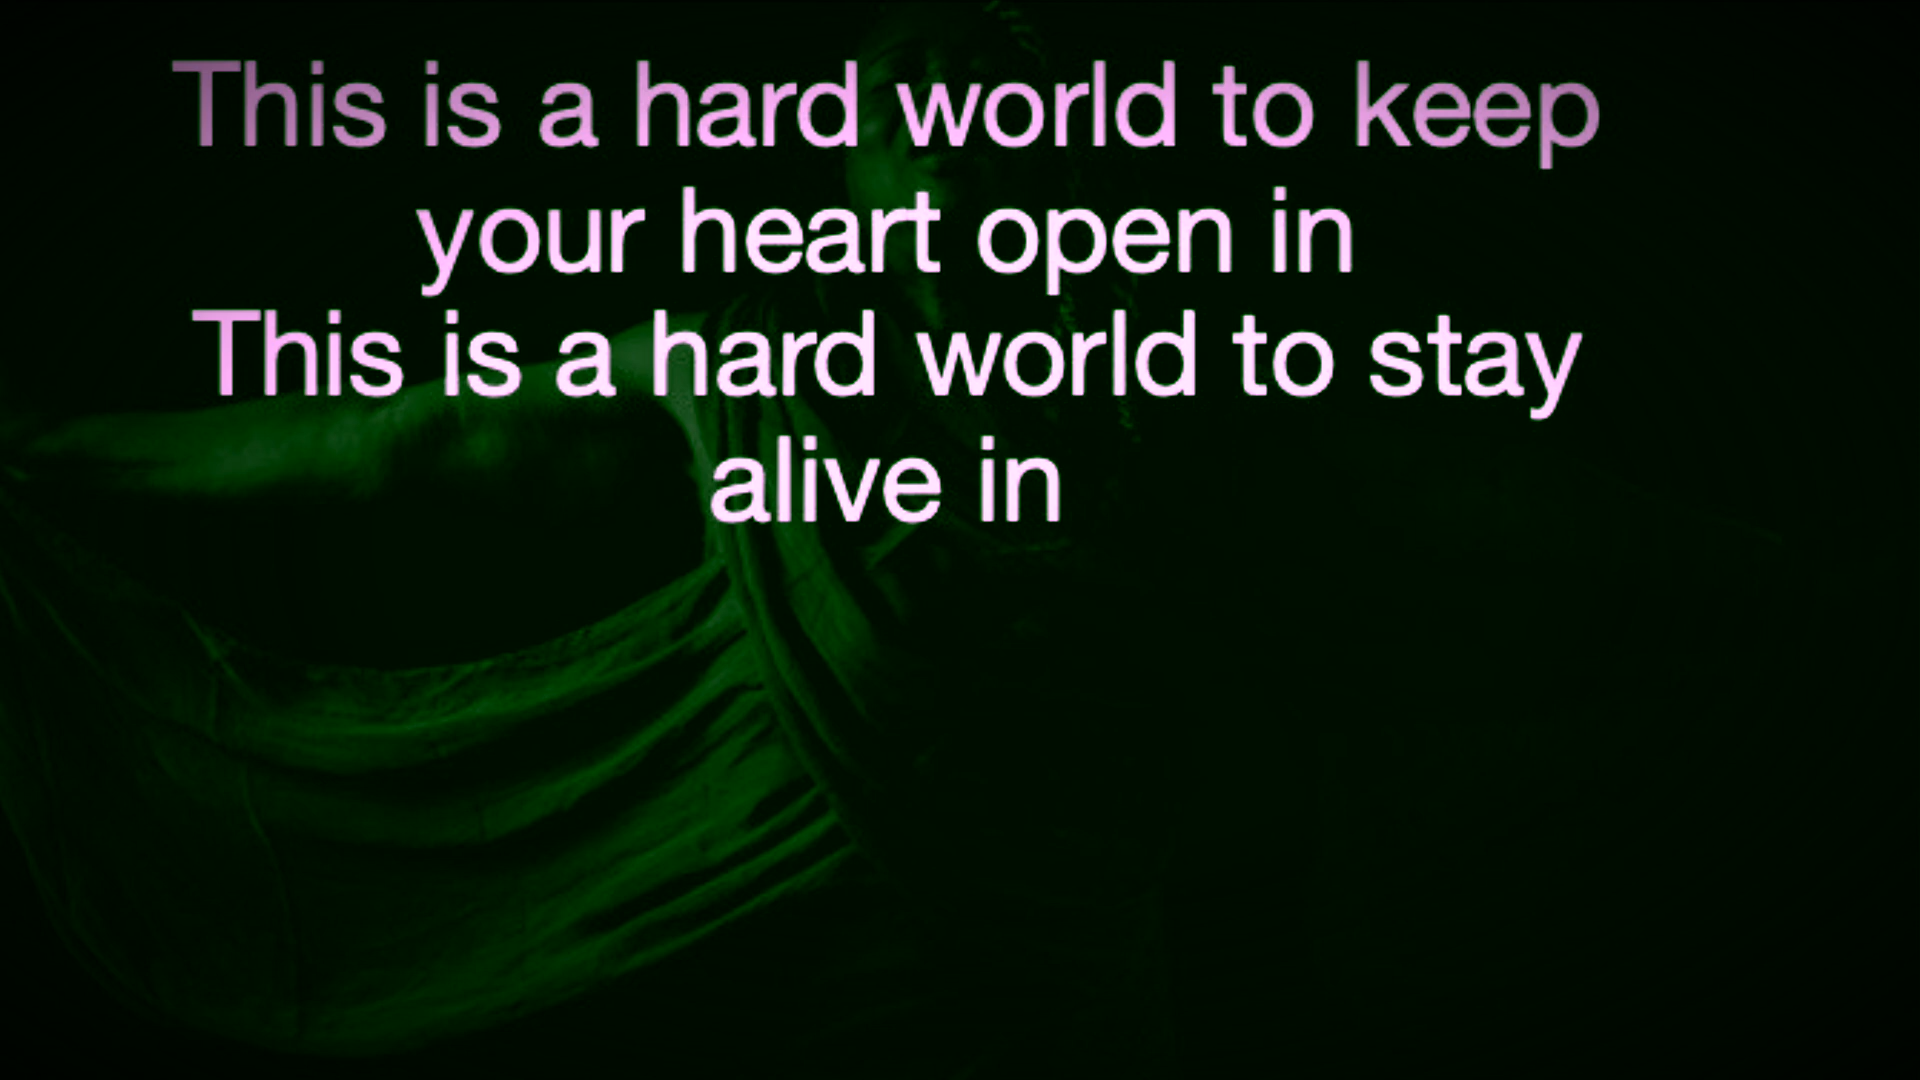 This is a hard world to keep
your heart open in
This is a hard world to stay
alive in